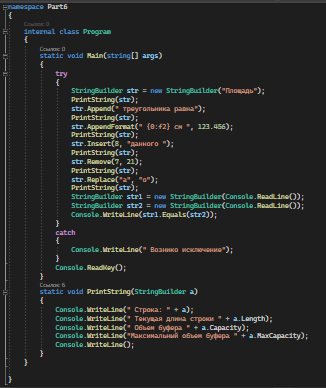 namespace Part6
{
Ссылок: 0
internal class Program
{
Ссылок: 0
static void Main(string[] args)
{
try
{
StringBuilder str = new StringBuilder("Площадь");
PrintString(str);
str.Append(" треугольника равна");
PrintString(str);
str.AppendFormat(" {0:f2} см ", 123.456);
PrintString(str);
str.Insert(8, "данного ");
PrintString(str);
str.Remove(7, 21);
PrintString(str);
str.Replace("а", "о");
PrintString(str);
StringBuilder str1 = new StringBuilder(Console.ReadLine());
StringBuilder str2 = new StringBuilder(Console.ReadLine());
Console.WriteLine(str1.Equals(str2));
}
catch
{
Console.WriteLine(" Вознико исключение");
}
Console.ReadKey();
}
Ссылок: 6
static void PrintString(StringBuilder a)
{
Console.WriteLine(" Строка: " + a);
Console.WriteLine(" Текущая длина строки " + a.Length);
Console.WriteLine(" Объем буфера " + a.Capacity);
Console.WriteLine("Максимальный объем буфера " + a.MaxCapacity);
Console.WriteLine();
}
}
}